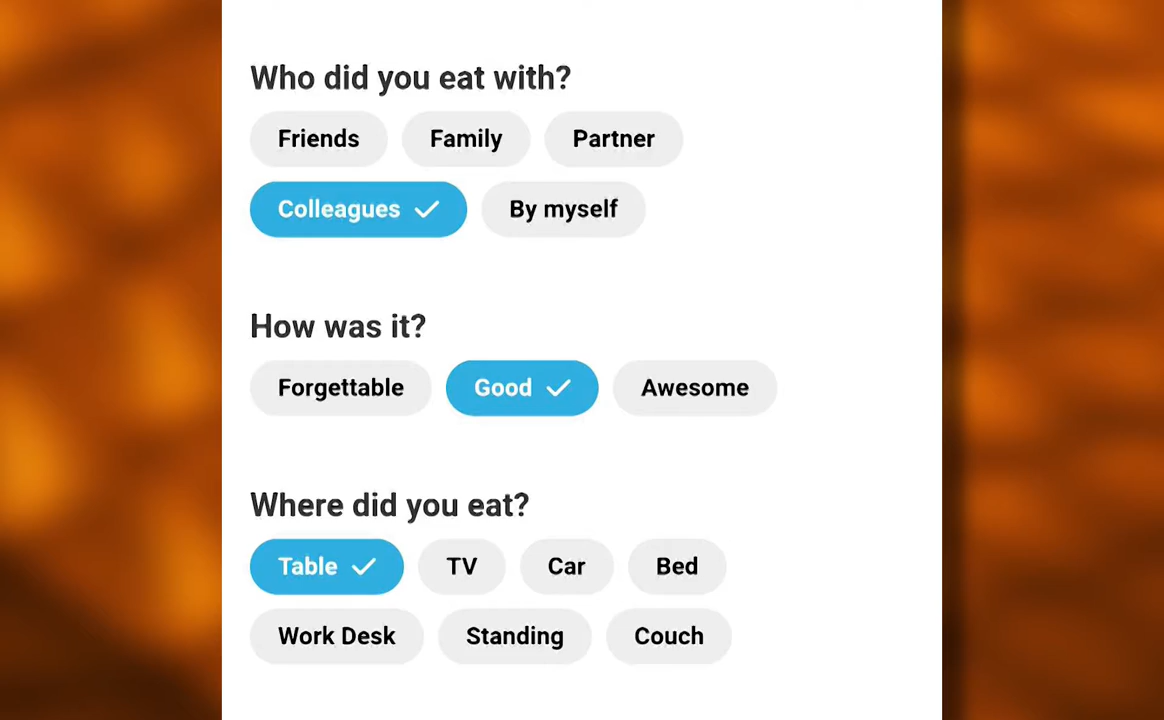 Who did you eat with?
Friends Family Partner
Colleagues By myself
How was it?
Forgettable Good Awesome
Where did you eat?
Table TV Car Bed
Work Desk Standing Couch